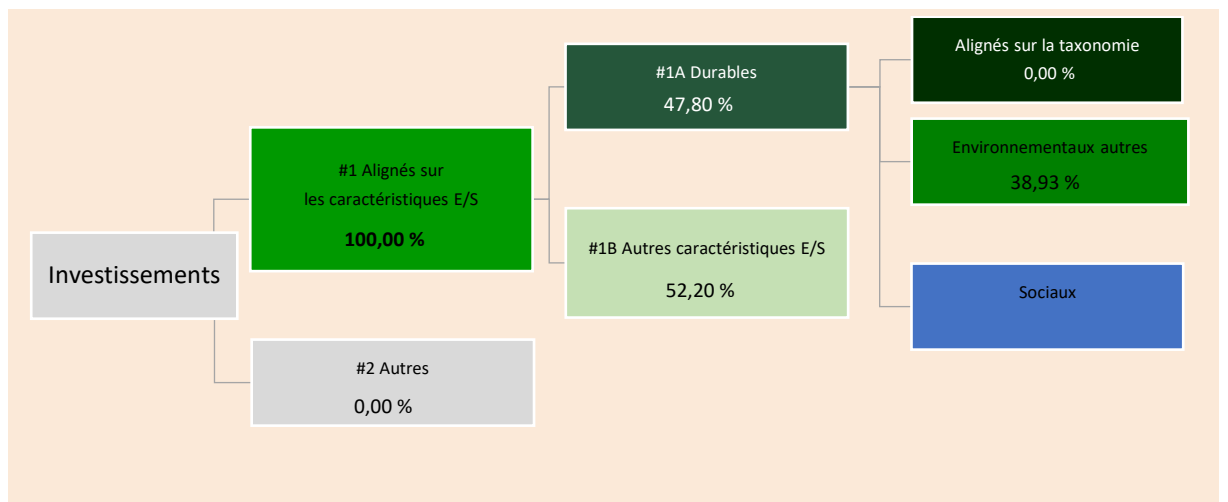 Investissements
#1 Alignés sur
les caractéristiques E/S
100,00 %
#2 Autres
0,00 %
#1A Durables
47,80 %
#1B Autres caractéristiques E/S
52,20 %
Alignés sur la taxonomie
0,00 %
Environnementaux autres
38,93 %
Sociaux